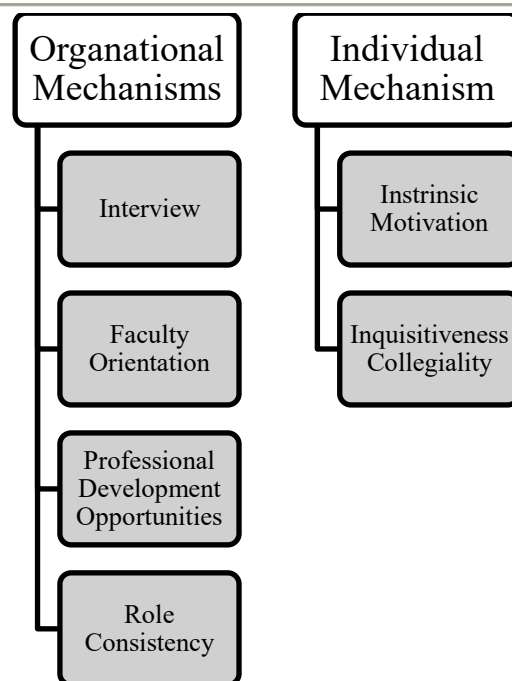 Organational
Mechanisms
Interview
Faculty
Orientation
Professional
Development
Opportunities
Role
Consistency
Individual
Mechanism
Instrinsic
Motivation
Inquisitiveness
Collegiality